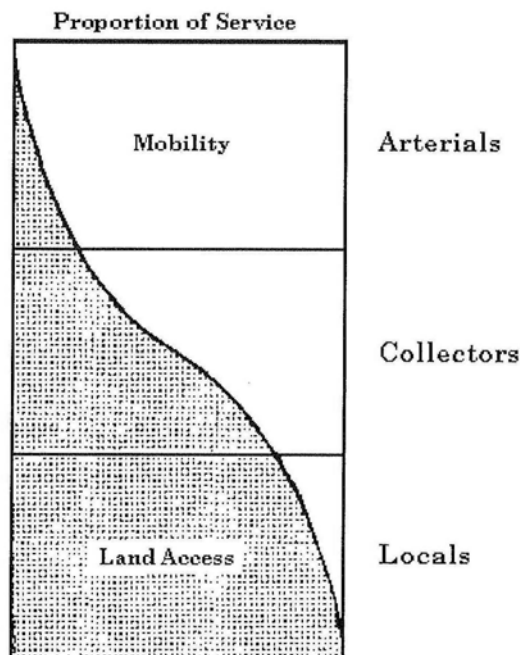 Proportion of Service
Mobility
Arterials
Collectors
Land Access
Locals